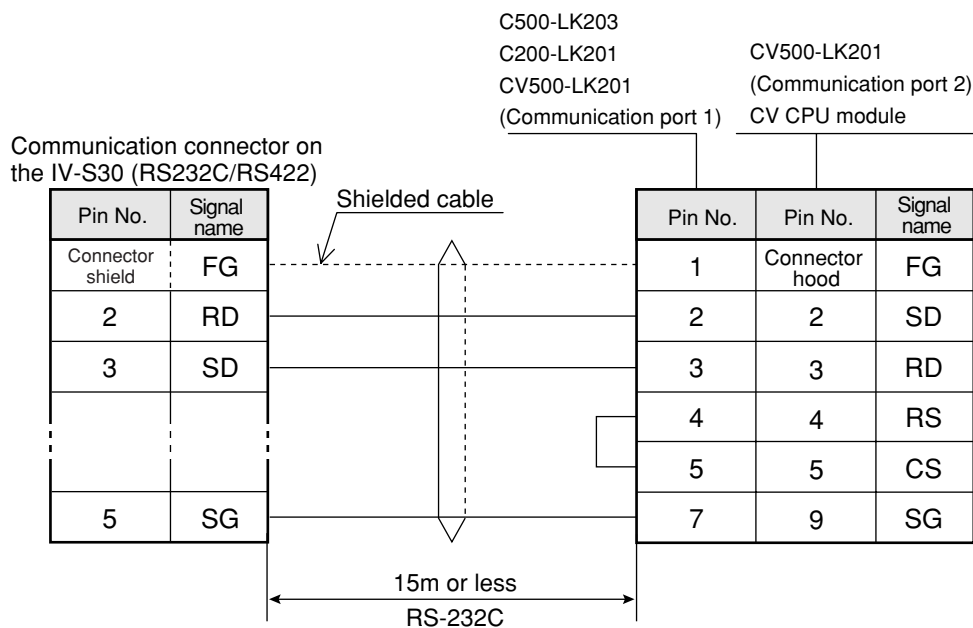 C500-LK203
C200-LK201
CV500-LK201
(Communication port 1)
CV500-LK201
(Communication port 2)
CV CPU module
Communication connector on
the IV-S30 (RS232C/RS422)
Shielded cable
Pin No. Signal name
Connector shield FG
2 RD
3 SD
5 SG
Pin No. Pin No. Signal name
1 Connector hood FG
2 2 SD
3 3 RD
4 4 RS
5 5 CS
7 9 SG
15m or less
RS-232C